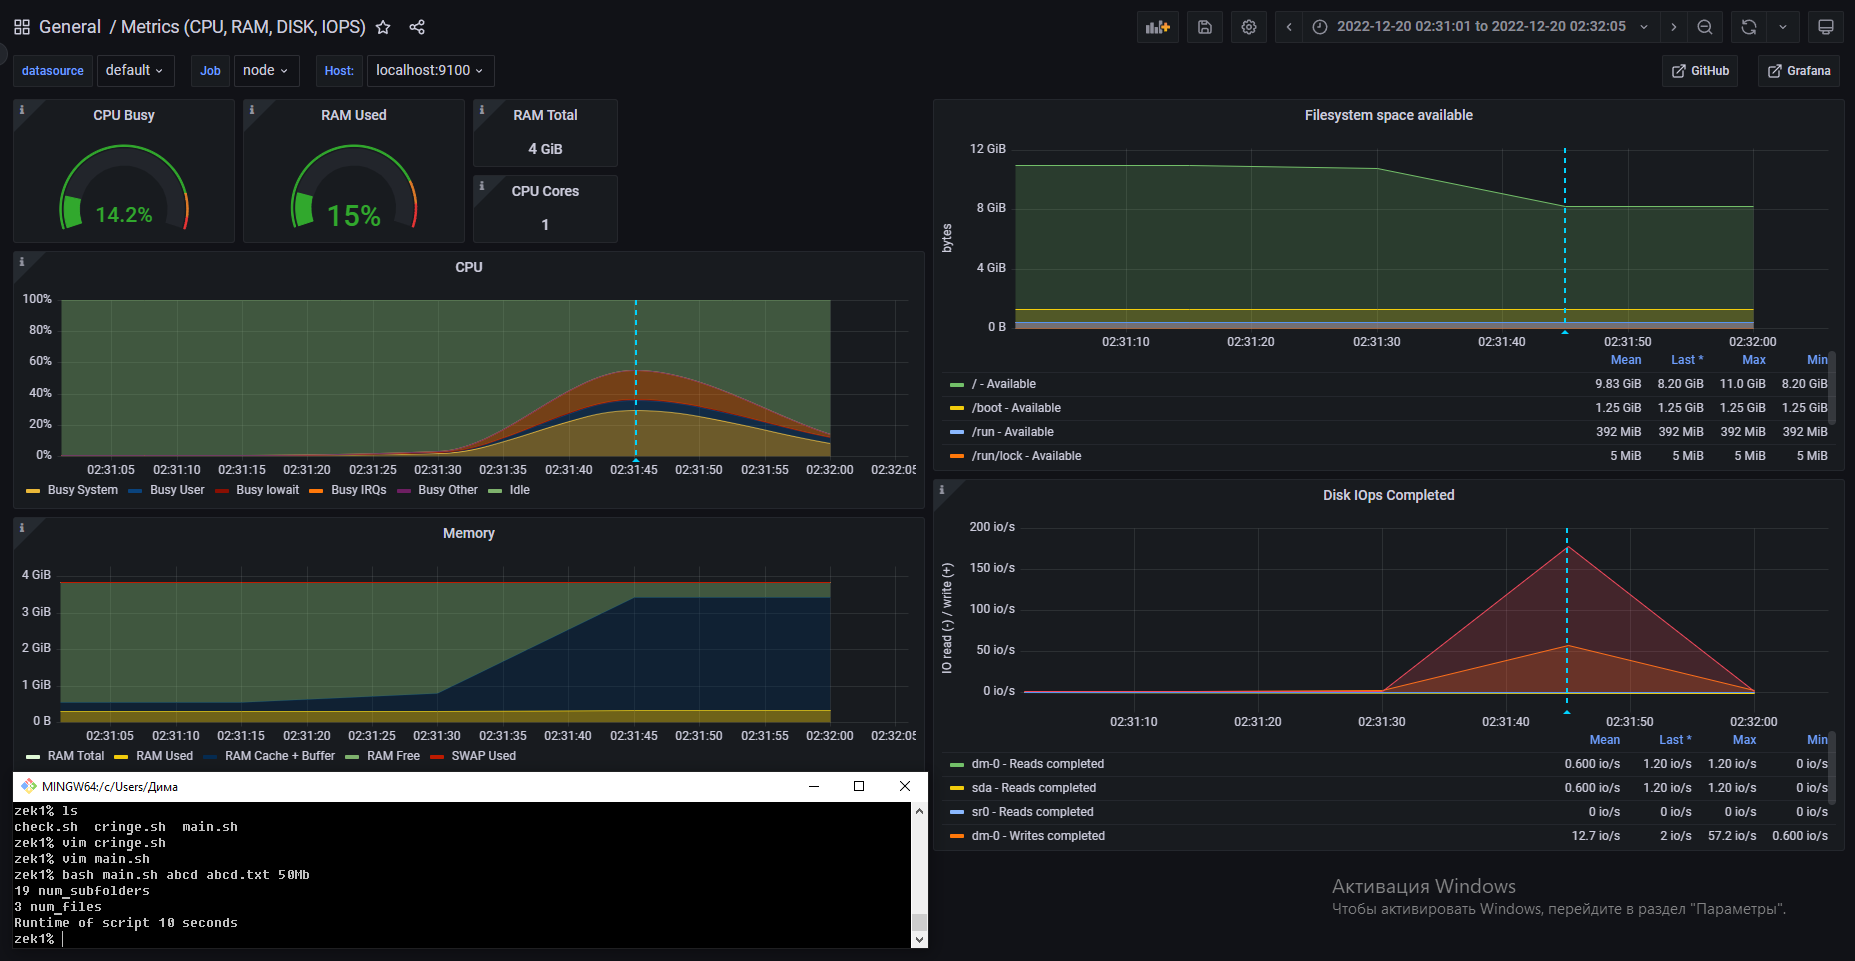 General / Metrics (CPU, RAM, DISK, IOPS)
2022-12-20 02:31:01 to 2022-12-20 02:32:05
datasource default Job node Host: localhost:9100
GitHub Grafana
CPU Busy
14.2%
RAM Used
15%
RAM Total
4 GiB
CPU Cores
1
CPU
100%
80%
60%
40%
20%
0%
02:31:05 02:31:10 02:31:15 02:31:20 02:31:25 02:31:30 02:31:35 02:31:40 02:31:45 02:31:50 02:31:55 02:32:00 02:32:05
Busy System Busy User Busy Iowait Busy IRQs Busy Other Idle
Memory
4 GiB
3 GiB
2 GiB
1 GiB
0 B
02:31:05 02:31:10 02:31:15 02:31:20 02:31:25 02:31:30 02:31:35 02:31:40 02:31:45 02:31:50 02:31:55 02:32:00 02:32:05
RAM Total RAM Used RAM Cache + Buffer RAM Free SWAP Used
MINGW64:/c/Users/Дима
zek1% ls
check.sh cringe.sh main.sh
zek1% vim cringe.sh
zek1% vim main.sh
zek1% bash main.sh abcd abcd.txt 50Mb
19 num_subfolders
3 num_files
Runtime of script 10 seconds
zek1%
Filesystem space available
bytes
12 GiB
8 GiB
4 GiB
0 B
02:31:10 02:31:20 02:31:30 02:31:40 02:31:50 02:32:00
Mean Last * Max Min
/ - Available 9.83 GiB 8.20 GiB 11.0 GiB 8.20 GiB
/boot - Available 1.25 GiB 1.25 GiB 1.25 GiB 1.25 GiB
/run - Available 392 MiB 392 MiB 392 MiB 392 MiB
/run/lock - Available 5 MiB 5 MiB 5 MiB 5 MiB
Disk IOps Completed
IO read (-) / write (+)
200 io/s
150 io/s
100 io/s
50 io/s
0 io/s
02:31:10 02:31:20 02:31:30 02:31:40 02:31:50 02:32:00
Mean Last * Max Min
dm-0 - Reads completed 0.600 io/s 1.20 io/s 1.20 io/s 0 io/s
sda - Reads completed 0.600 io/s 1.20 io/s 1.20 io/s 0 io/s
sr0 - Reads completed 0 io/s 0 io/s 0 io/s 0 io/s
dm-0 - Writes completed 12.7 io/s 2 io/s 57.2 io/s 0.600 io/s
Активация Windows
Чтобы активировать Windows, перейдите в раздел "Параметры".